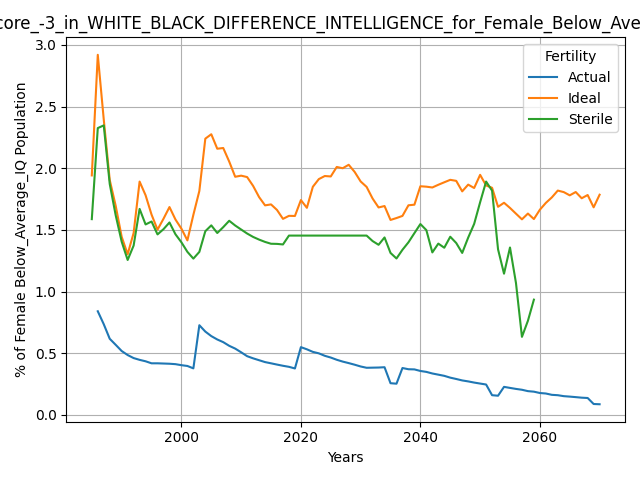 core_-3_in_WHITE_BLACK_DIFFERENCE_INTELLIGENCE_for_Female_Below_Ave
3.0
2.5
2.0
1.5
1.0
0.5
0.0
% of Female Below_Average_IQ Population
Fertility
Actual
Ideal
Sterile
2000
2020
2040
2060
Years